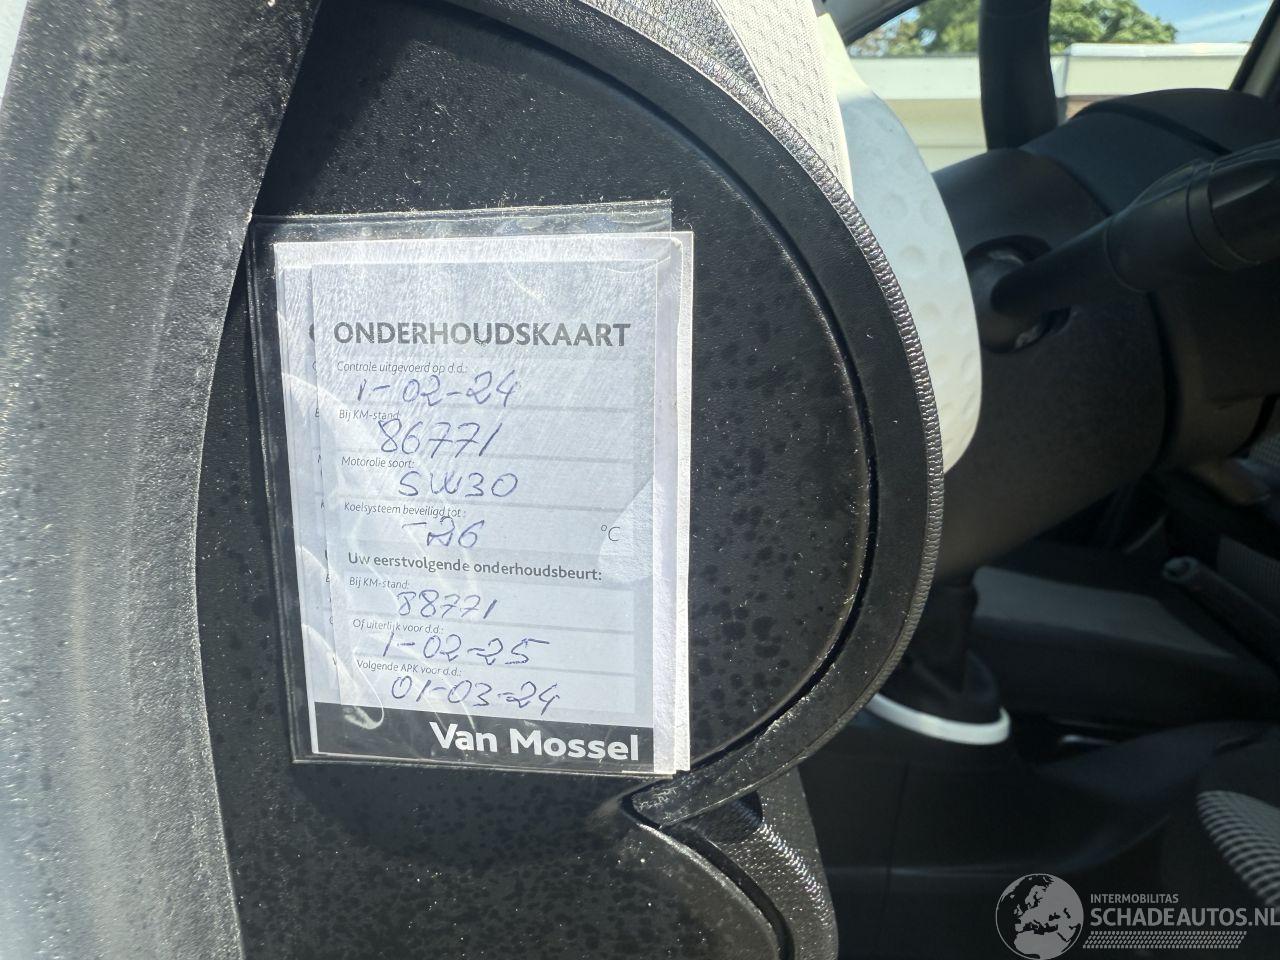 ONDERHOUDSKAART
Controle uitgevoerd op d.d.:
1-02-24
Bij KM-stand:
86771
Motorolie soort:
5W30
Koelsysteem beveiligd tot:
-26 °C
Uw eerstvolgende onderhoudsbeurt:
Bij KM-stand:
88771
Of uiterlijk voor d.d.:
1-02-25
Volgende APK voor d.d.:
01-03-24
Van Mossel
INTERMOBILITAS
SCHADEAUTOS.NL